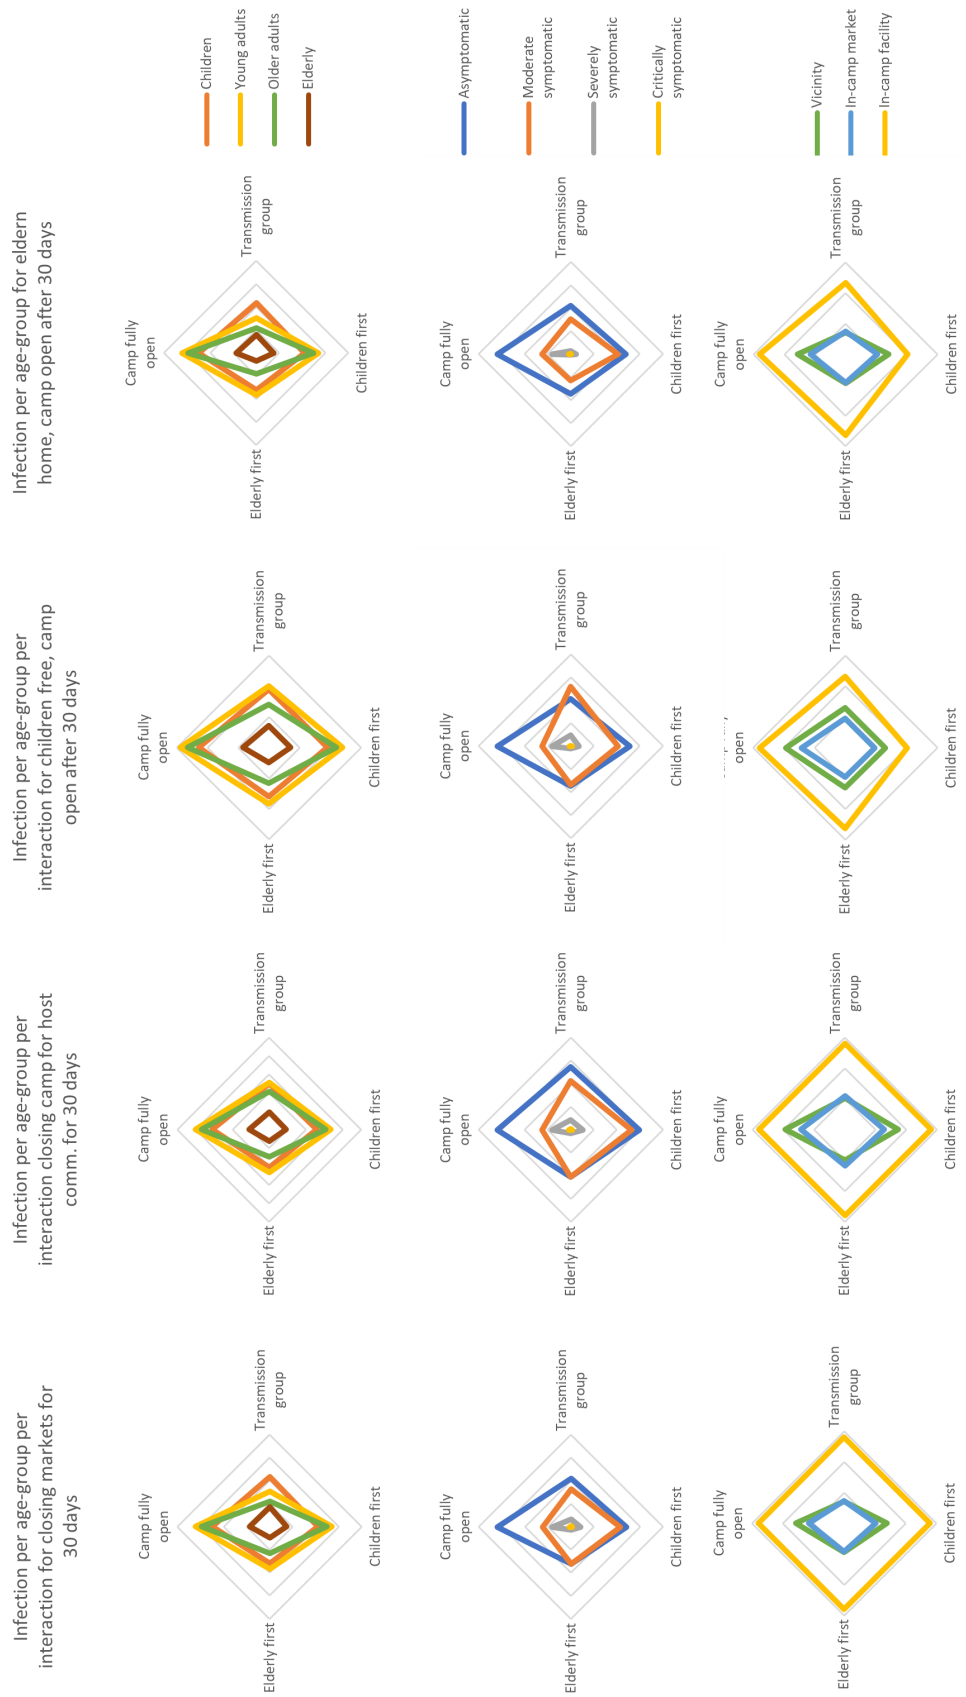 Infection per age-group per
interaction for closing markets for
30 days
Infection per age-group per
interaction closing camp for host
comm. for 30 days
Infection per age-group per
interaction for children free, camp
open after 30 days
Infection per age-group for eldern
home, camp open after 30 days
Camp fully
open
Elderly first
Transmission
group
Children first
Camp fully
open
Elderly first
Transmission
group
Children first
Camp fully
open
Elderly first
Transmission
group
Children first
Camp fully
open
Elderly first
Transmission
group
Children first
Children
Young adults
Older adults
Elderly
Camp fully
open
Elderly first
Transmission
group
Children first
Camp fully
open
Elderly first
Transmission
group
Children first
Camp fully
open
Elderly first
Transmission
group
Children first
Camp fully
open
Elderly first
Transmission
group
Children first
Asymptomatic
Moderate
symptomatic
Severely
symptomatic
Critically
symptomatic
Camp fully
open
Elderly first
Transmission
group
Children first
Camp fully
open
Elderly first
Transmission
group
Children first
open
Elderly first
Transmission
group
Children first
Camp fully
open
Elderly first
Transmission
group
Children first
Vicinity
In-camp market
In-camp facility